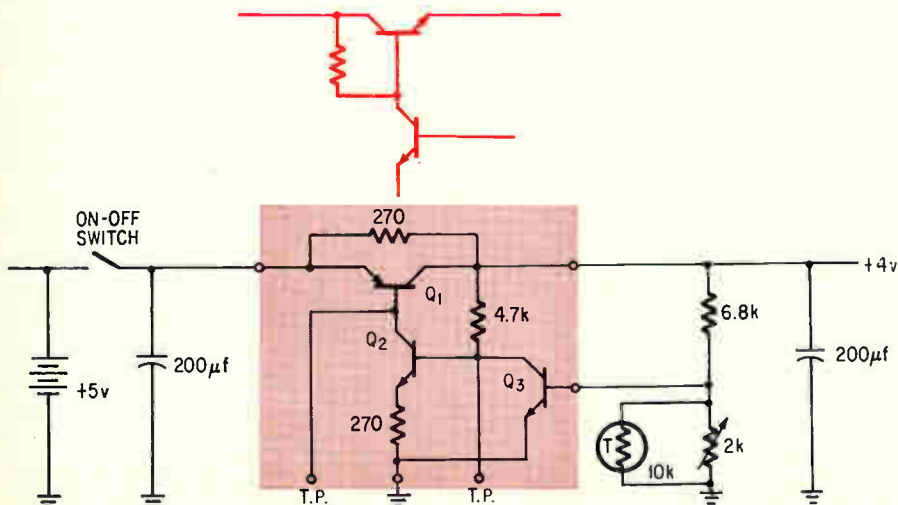 ON-OFF
SWITCH
270
Q1
+4v
4.7k
6.8k
Q2
200µf
Q3
200µf
+5v
270
T
10k
2k
T.P.
T.P.